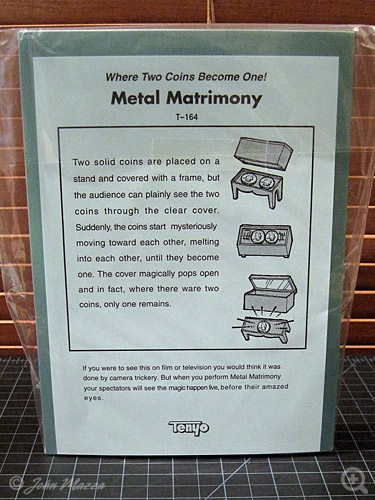 Where Two Coins Become One!
Metal Matrimony
T-164
Two solid coins are placed on a
stand and covered with a frame, but
the audience can plainly see the two
coins through the clear cover.
Suddenly, the coins start mysteriously
moving toward each other, melting
into each other, until they become
one. The cover magically pops open
and in fact, where there ware two
coins, only one remains.
If you were to see this on film or television you would think it was
done by camera trickery. But when you perform Metal Matrimony
your spectators will see the magic happen live, before their amazed
eyes.
Tenyo
© John Mazza